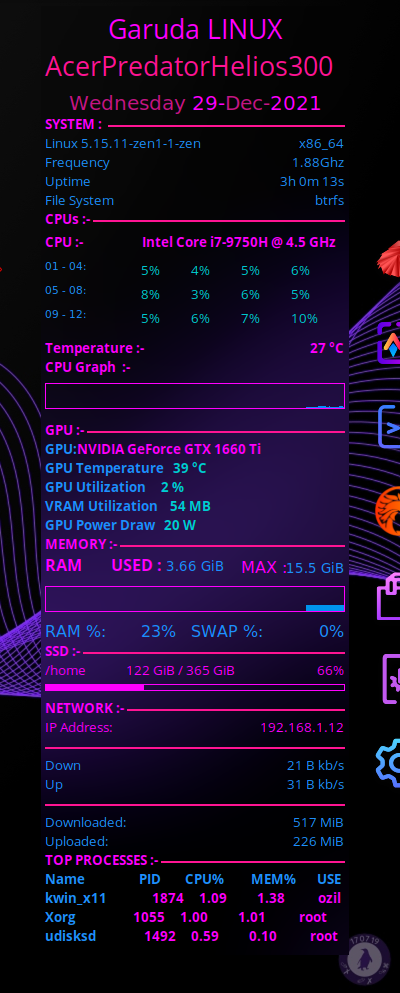 Garuda LINUX
AcerPredatorHelios300
Wednesday 29-Dec-2021
SYSTEM :
Linux 5.15.11-zen1-1-zen x86_64
Frequency 1.88Ghz
Uptime 3h 0m 13s
File System btrfs
CPUs :-
CPU :- Intel Core i7-9750H @ 4.5 GHz
01 - 04: 5% 4% 5% 6%
05 - 08: 8% 3% 6% 5%
09 - 12: 5% 6% 7% 10%
Temperature :- 27 °C
CPU Graph :-
GPU :-
GPU:NVIDIA GeForce GTX 1660 Ti
GPU Temperature 39 °C
GPU Utilization 2 %
VRAM Utilization 54 MB
GPU Power Draw 20 W
MEMORY :-
RAM USED : 3.66 GiB MAX :15.5 GiB
RAM %: 23% SWAP %: 0%
SSD :-
/home 122 GiB / 365 GiB 66%
NETWORK :-
IP Address: 192.168.1.12
Down 21 B kb/s
Up 31 B kb/s
Downloaded: 517 MiB
Uploaded: 226 MiB
TOP PROCESSES :-
Name PID CPU% MEM% USE
kwin_x11 1874 1.09 1.38 ozil
Xorg 1055 1.00 1.01 root
udisksd 1492 0.59 0.10 root
170719